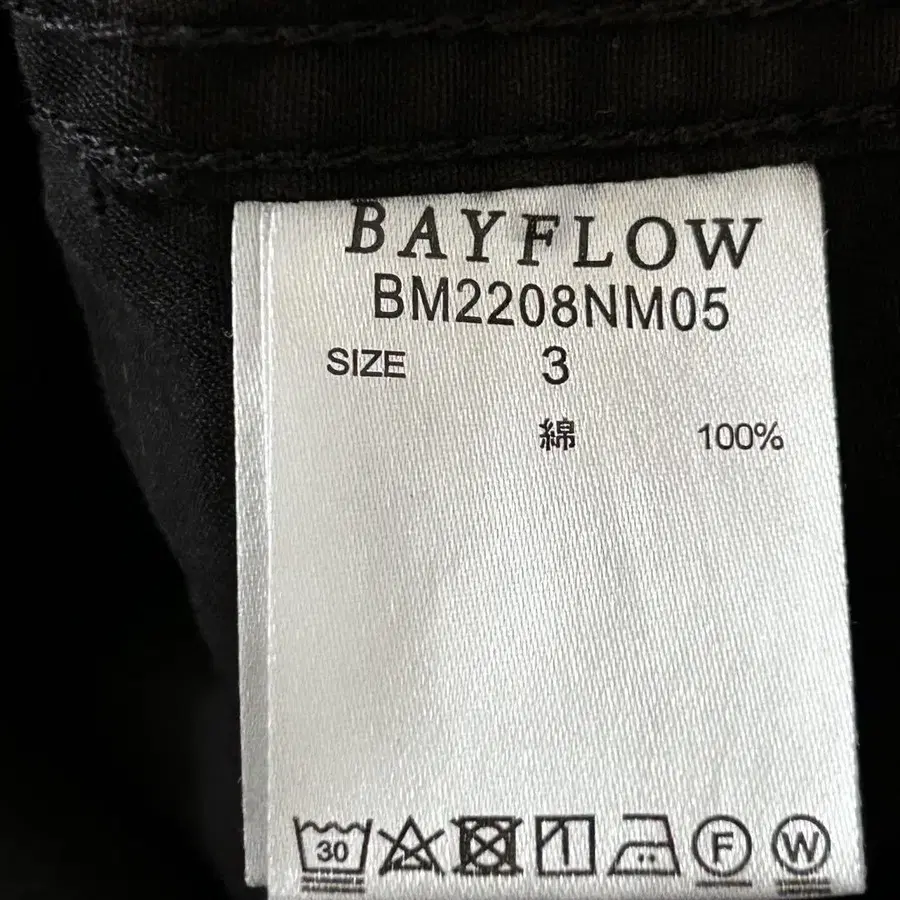 BAYFLOW
BM2208NM05
SIZE 3
綿 100%
30 F W